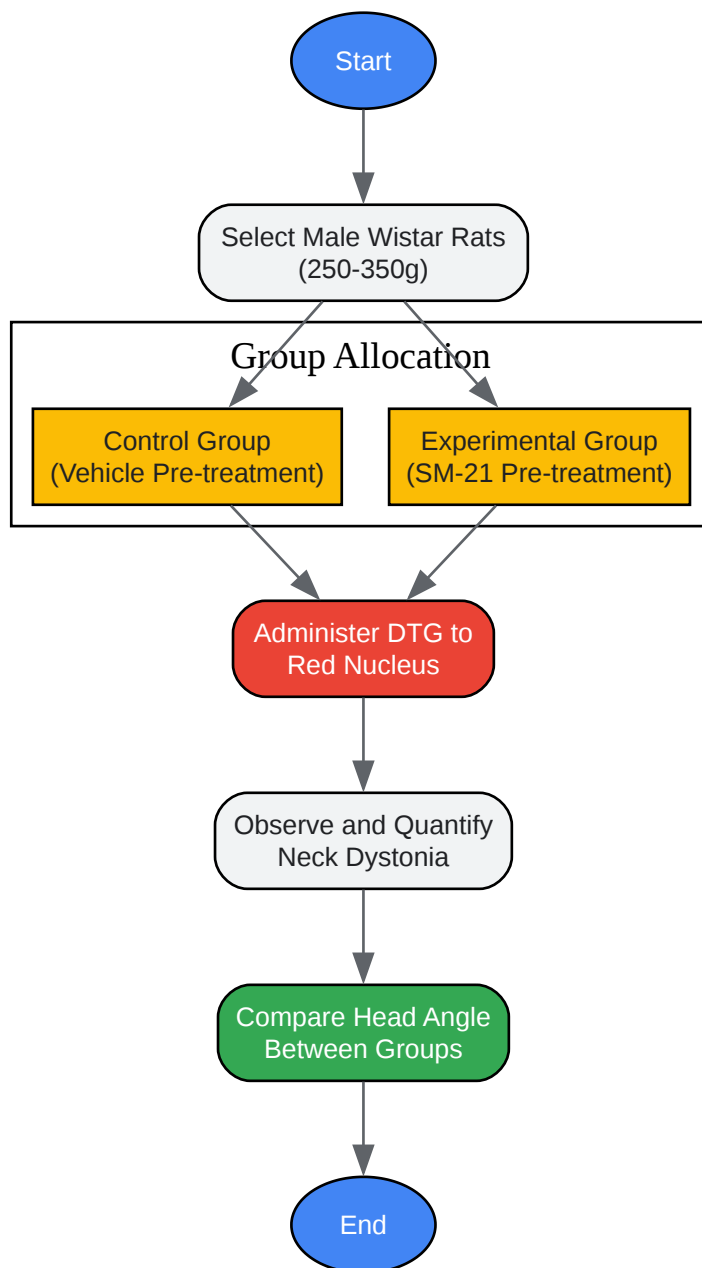 Start
Select Male Wistar Rats
(250-350g)
Group Allocation
Control Group
(Vehicle Pre-treatment)
Experimental Group
(SM-21 Pre-treatment)
Administer DTG to
Red Nucleus
Observe and Quantify
Neck Dystonia
Compare Head Angle
Between Groups
End